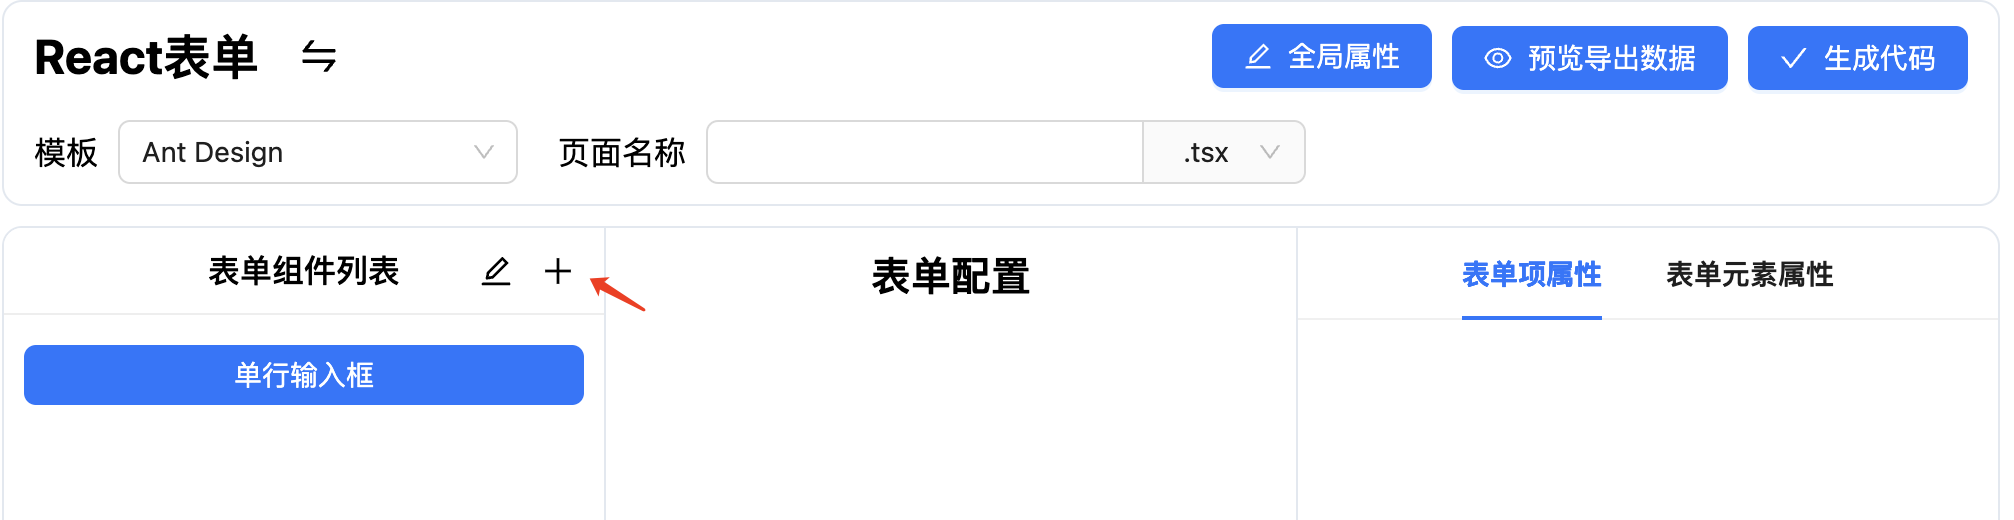 React表单
全局属性
预览导出数据
生成代码
模板 Ant Design 页面名称 .tsx
表单组件列表
表单配置
表单项属性 表单元素属性
单行输入框